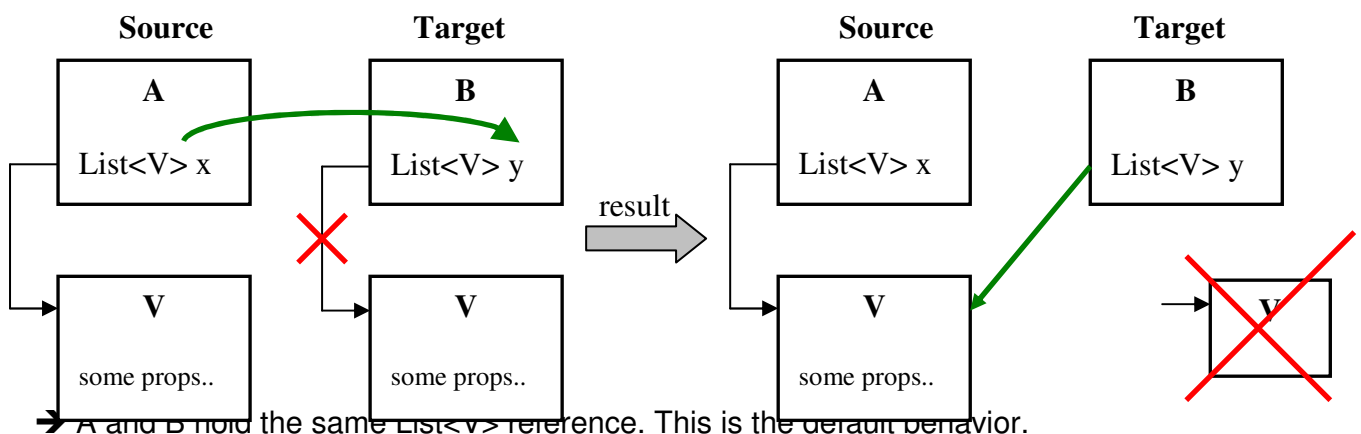 Source Target Source Target
A B A B
List<V> x List<V> y List<V> x List<V> y
result
V V V V
some props.. some props.. some props..
➔ A and B hold the same List<V> reference. This is the default behavior.